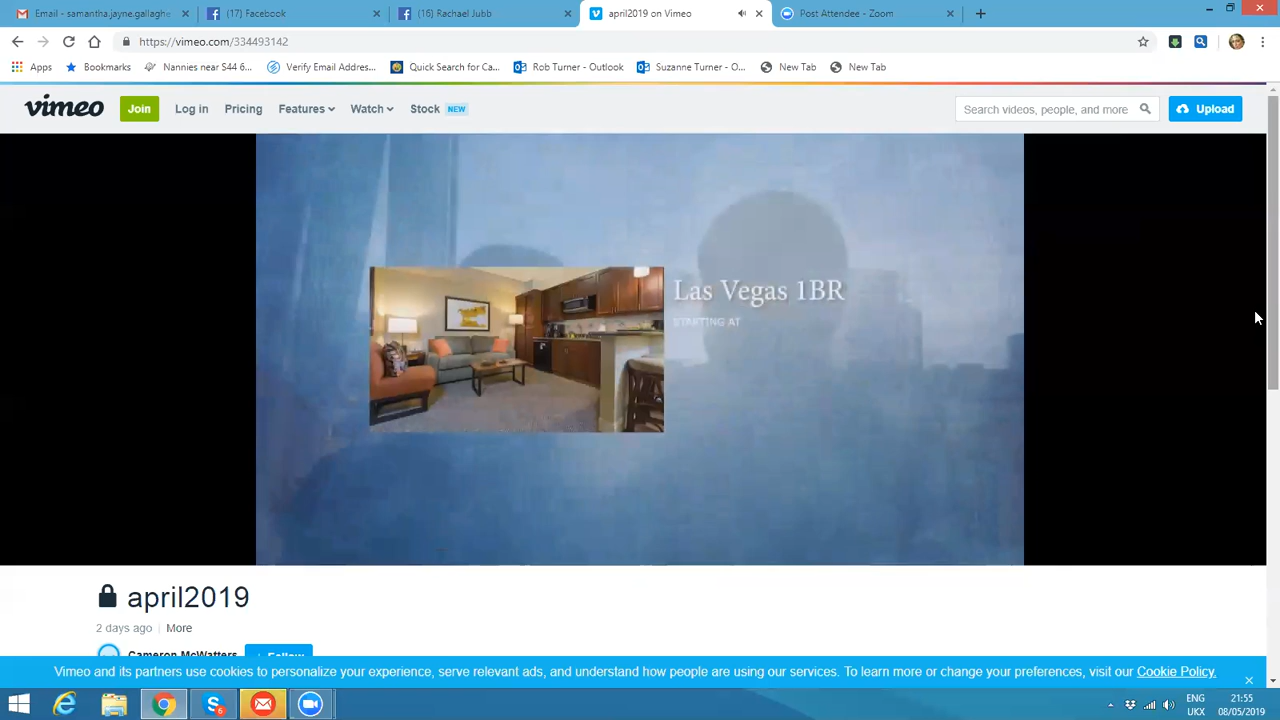 Email - samantha.jayne.gallaghe
(17) Facebook
(16) Rachael Jubb
april2019 on Vimeo
Post Attendee - Zoom
https://vimeo.com/334493142
Apps
Bookmarks
Nannies near S44 6...
Verify Email Addres...
Quick Search for Ca...
Rob Turner - Outlook
Suzanne Turner - O...
New Tab
New Tab
vimeo
Join
Log in
Pricing
Features
Watch
Stock NEW
Search videos, people, and more
Upload
Las Vegas 1BR
STARTING AT
april2019
2 days ago
More
Cameron McWatters
+ Follow
Vimeo and its partners use cookies to personalize your experience, serve relevant ads, and understand how people are using our services. To learn more or change your preferences, visit our Cookie Policy.
ENG
UKX
21:55
08/05/2019